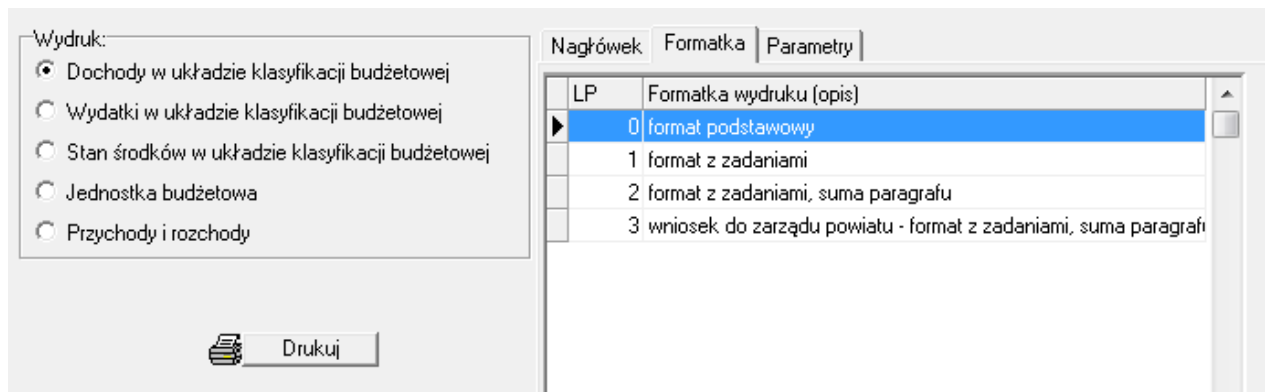 Wydruk:
Dochody w układzie klasyfikacji budżetowej
Wydatki w układzie klasyfikacji budżetowej
Stan środków w układzie klasyfikacji budżetowej
Jednostka budżetowa
Przychody i rozchody
Drukuj
Nagłówek Formatka Parametry
LP Formatka wydruku (opis)
0 format podstawowy
1 format z zadaniami
2 format z zadaniami, suma paragrafu
3 wniosek do zarządu powiatu - format z zadaniami, suma paragrafu